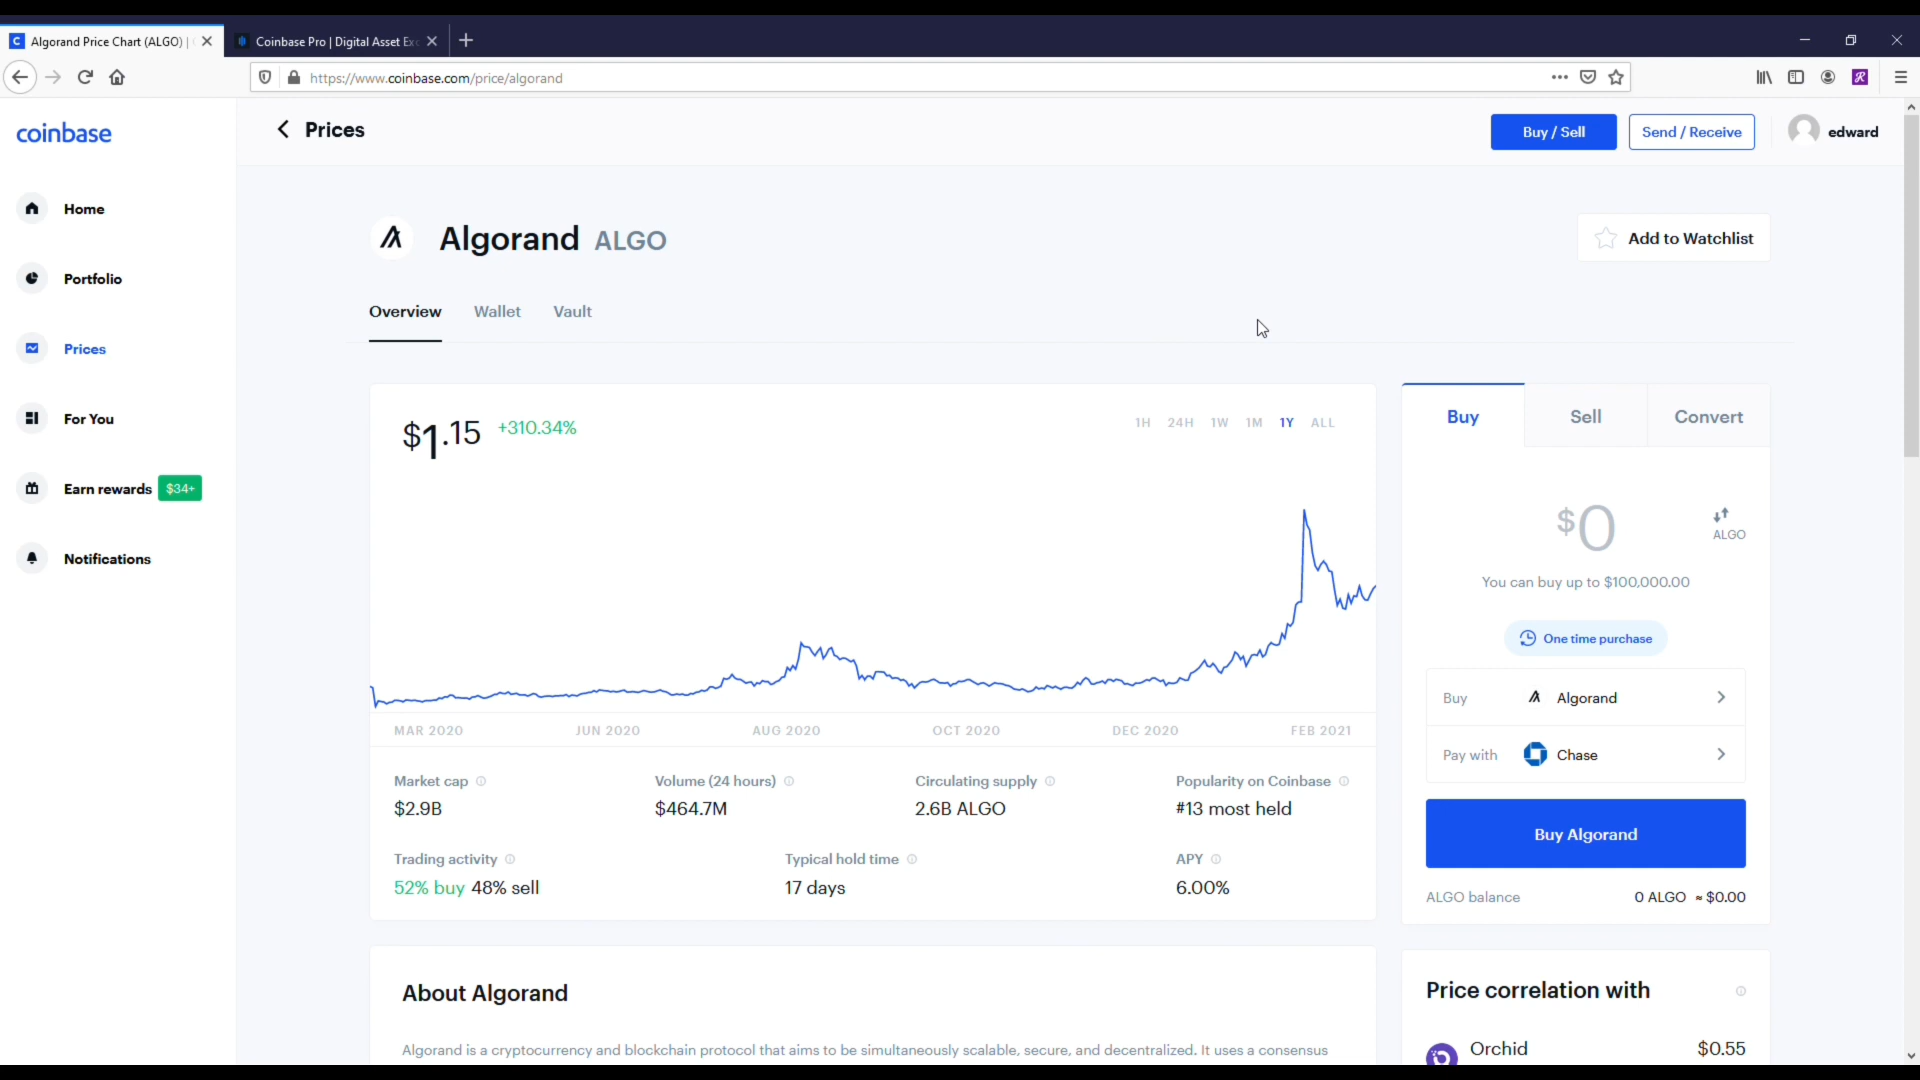 Algorand Price Chart (ALGO) |
Coinbase Pro | Digital Asset Exc
https://www.coinbase.com/price/algorand
coinbase
Prices
Buy / Sell
Send / Receive
edward
Home
Portfolio
Prices
For You
Earn rewards $34+
Notifications
Algorand ALGO
Add to Watchlist
Overview Wallet Vault
$1.15 +310.34%
1H 24H 1W 1M 1Y ALL
MAR 2020 JUN 2020 AUG 2020 OCT 2020 DEC 2020 FEB 2021
Market cap Volume (24 hours) Circulating supply Popularity on Coinbase
$2.9B $464.7M 2.6B ALGO #13 most held
Trading activity Typical hold time APY
52% buy 48% sell 17 days 6.00%
About Algorand
Algorand is a cryptocurrency and blockchain protocol that aims to be simultaneously scalable, secure, and decentralized. It uses a consensus
Buy Sell Convert
$0
ALGO
You can buy up to $100,000.00
One time purchase
Buy Algorand
Pay with Chase
Buy Algorand
ALGO balance 0 ALGO ≈ $0.00
Price correlation with
Orchid $0.55